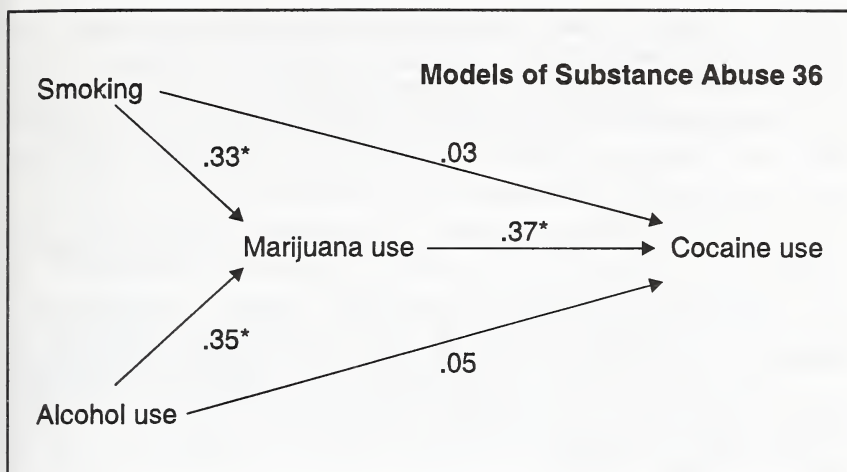 Models of Substance Abuse 36
Smoking
.33*
.03
Marijuana use
.37*
Cocaine use
.35*
.05
Alcohol use